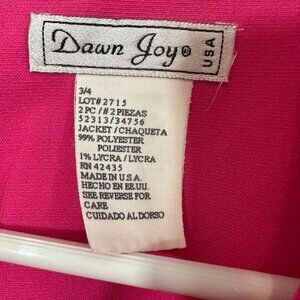 Dawn Joy ®
USA
3/4
LOT# 2715
2 PC / # 2 PIEZAS
52313/34756
JACKET / CHAQUETA
99% POLYESTER
POLIESTER
1% LYCRA / LYCRA
RN 42435
MADE IN U.S.A.
HECHO EN EE.UU.
SEE REVERSE FOR
CARE
CUIDADO AL DORSO